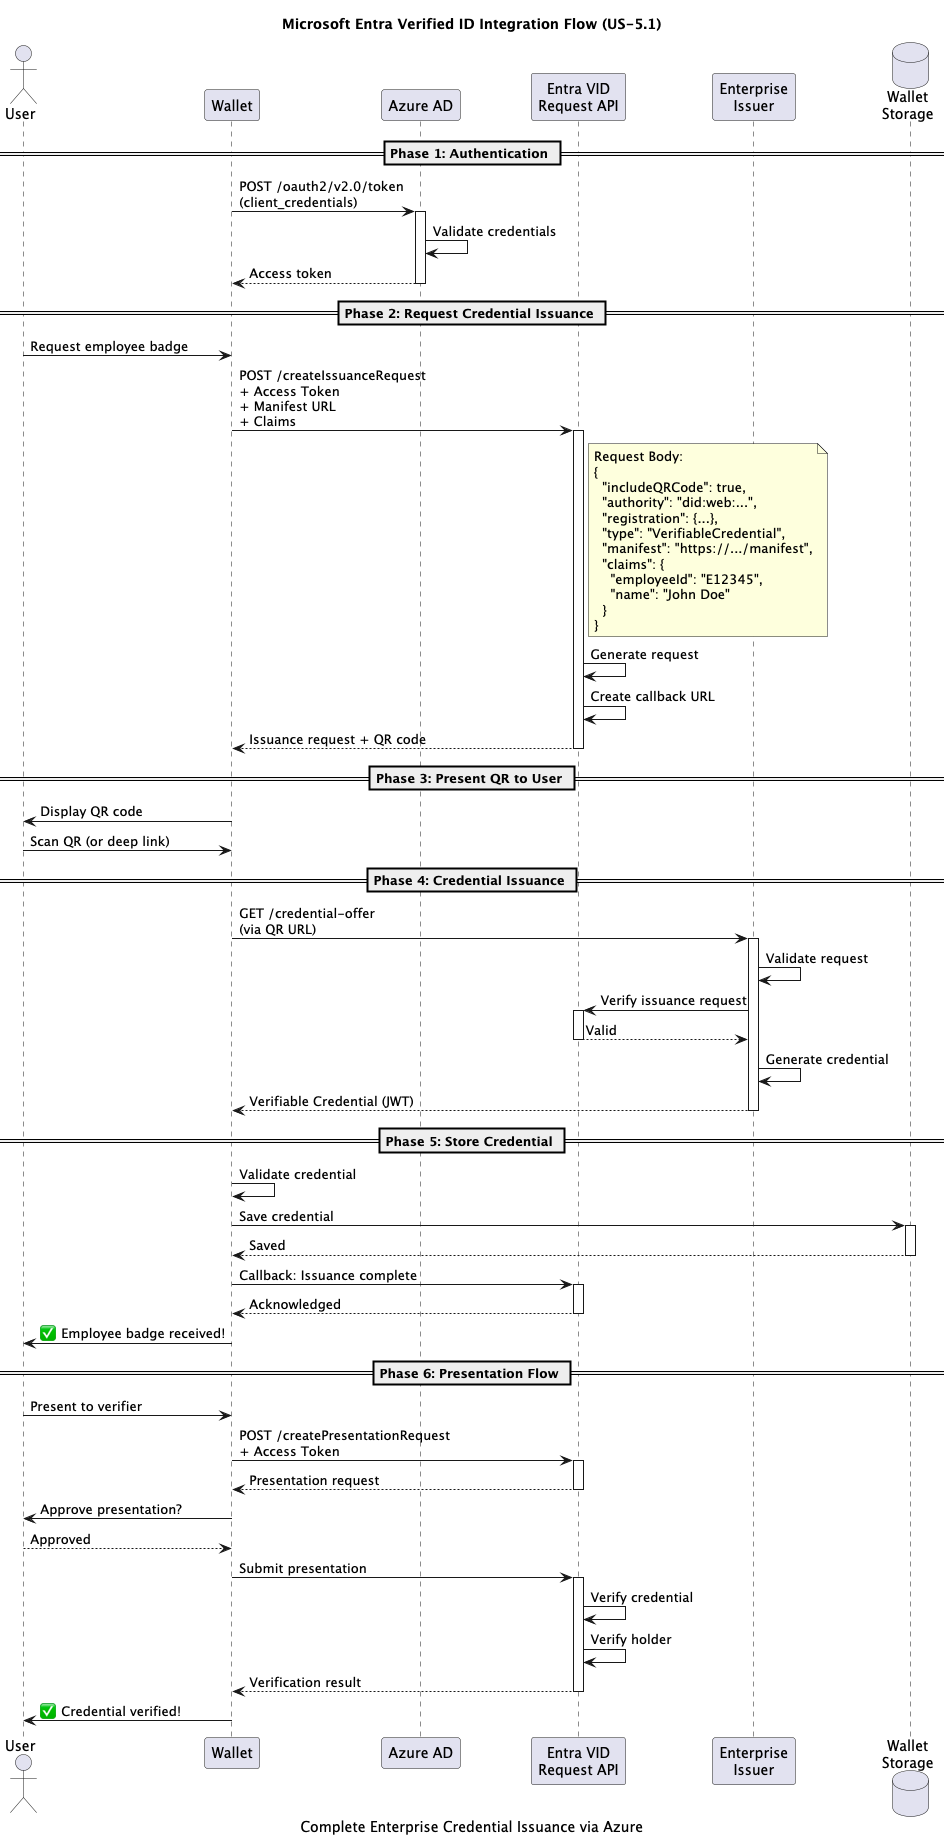 Microsoft Entra Verified ID Integration Flow (US-5.1)
User
Wallet
Azure AD
Entra VID
Request API
Enterprise
Issuer
Wallet
Storage
Phase 1: Authentication
POST /oauth2/v2.0/token
(client_credentials)
Validate credentials
Access token
Phase 2: Request Credential Issuance
Request employee badge
POST /createIssuanceRequest
+ Access Token
+ Manifest URL
+ Claims
Request Body:
{
"includeQRCode": true,
"authority": "did:web:...",
"registration": {...},
"type": "VerifiableCredential",
"manifest": "https://.../manifest",
"claims": {
"employeeId": "E12345",
"name": "John Doe"
}
}
Generate request
Create callback URL
Issuance request + QR code
Phase 3: Present QR to User
Display QR code
Scan QR (or deep link)
Phase 4: Credential Issuance
GET /credential-offer
(via QR URL)
Validate request
Verify issuance request
Valid
Generate credential
Verifiable Credential (JWT)
Phase 5: Store Credential
Validate credential
Save credential
Saved
Callback: Issuance complete
Acknowledged
✅ Employee badge received!
Phase 6: Presentation Flow
Present to verifier
POST /createPresentationRequest
+ Access Token
Presentation request
Approve presentation?
Approved
Submit presentation
Verify credential
Verify holder
Verification result
✅ Credential verified!
User
Wallet
Azure AD
Entra VID
Request API
Enterprise
Issuer
Wallet
Storage
Complete Enterprise Credential Issuance via Azure